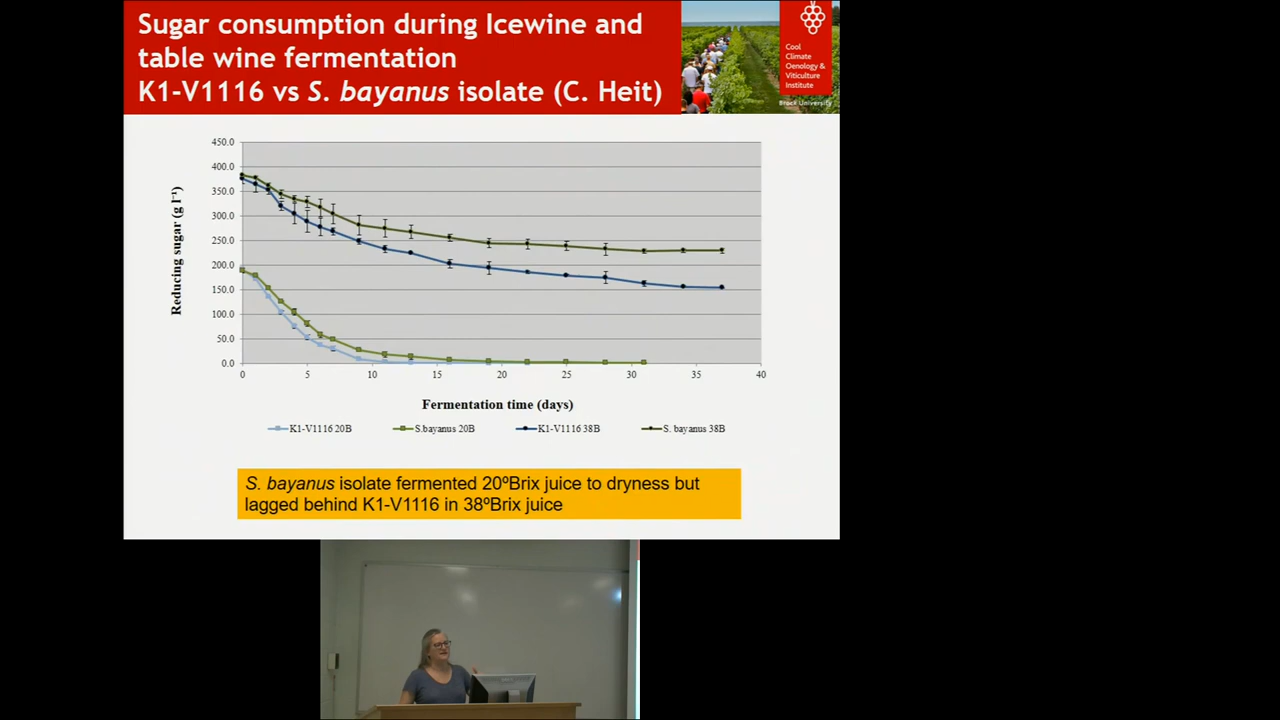 Sugar consumption during Icewine and
table wine fermentation
K1-V1116 vs S. bayanus isolate (C. Heit)
Cool
Climate
Oenology &
Viticulture
Institute
Brock University
Reducing sugar (g l⁻¹)
450.0
400.0
350.0
300.0
250.0
200.0
150.0
100.0
50.0
0.0
0 5 10 15 20 25 30 35 40
Fermentation time (days)
K1-V1116 20B S.bayanus 20B K1-V1116 38B S. bayanus 38B
S. bayanus isolate fermented 20ºBrix juice to dryness but
lagged behind K1-V1116 in 38ºBrix juice